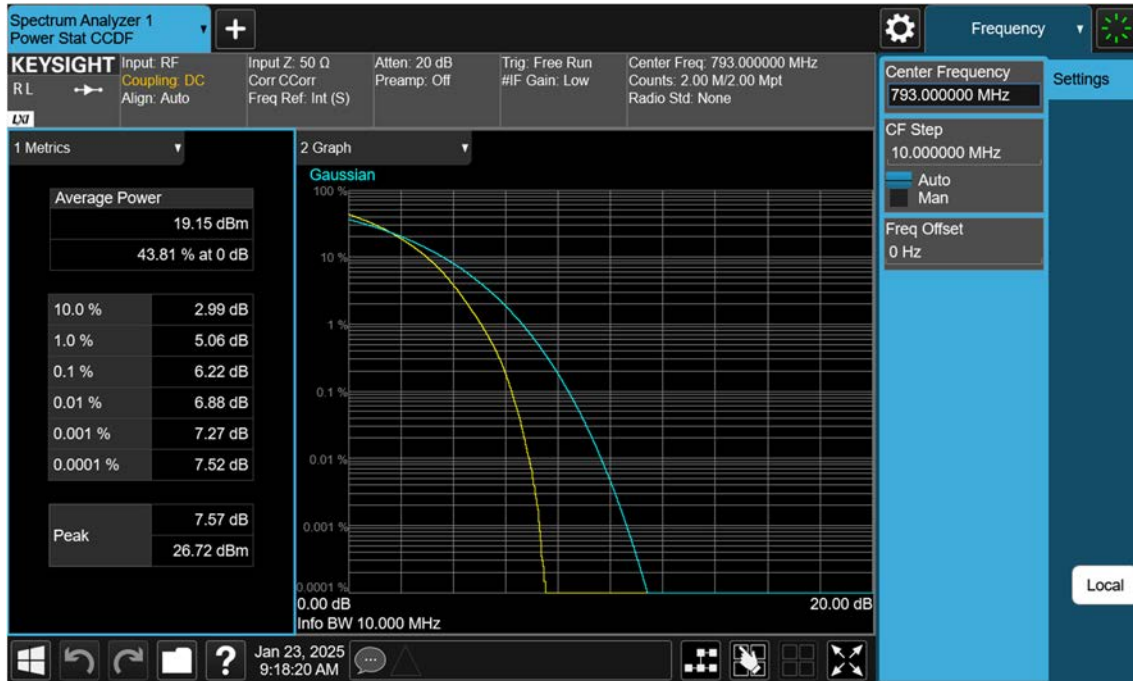 Spectrum Analyzer 1
Power Stat CCDF
Frequency
KEYSIGHT
RL
LXI
Input: RF
Coupling: DC
Align: Auto
Input Z: 50 Ω
Corr CCorr
Freq Ref: Int (S)
Atten: 20 dB
Preamp: Off
Trig: Free Run
#IF Gain: Low
Center Freq: 793.000000 MHz
Counts: 2.00 M/2.00 Mpt
Radio Std: None
Center Frequency
793.000000 MHz
Settings
CF Step
10.000000 MHz
Auto
Man
Freq Offset
0 Hz
1 Metrics
Average Power
19.15 dBm
43.81 % at 0 dB
10.0 % 2.99 dB
1.0 % 5.06 dB
0.1 % 6.22 dB
0.01 % 6.88 dB
0.001 % 7.27 dB
0.0001 % 7.52 dB
Peak
7.57 dB
26.72 dBm
2 Graph
Gaussian
100 %
10 %
1 %
0.1 %
0.01 %
0.001 %
0.0001 %
0.00 dB 20.00 dB
Info BW 10.000 MHz
Local
?
Jan 23, 2025
9:18:20 AM